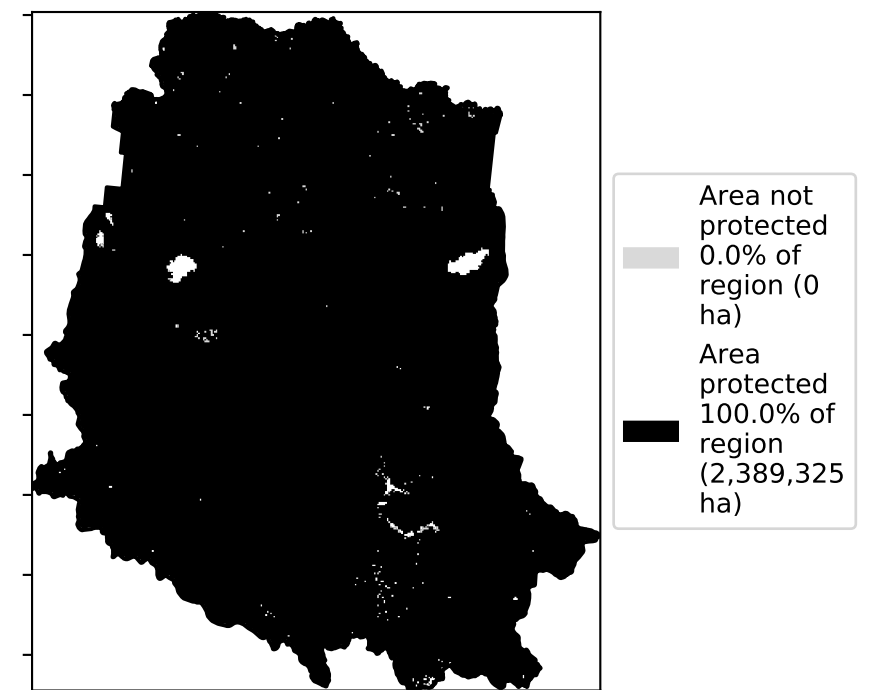 Area not
protected
0.0% of
region (0
ha)
Area
protected
100.0% of
region
(2,389,325
ha)